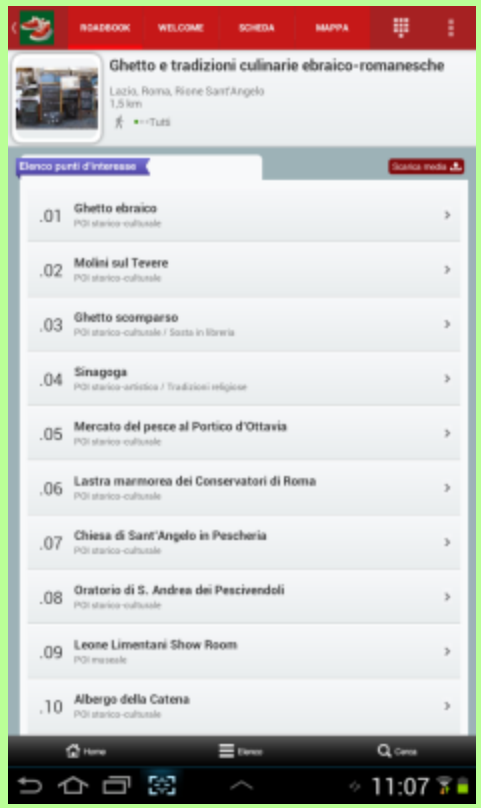 ROADBOOK WELCOME SCHEDA MAPPA
Ghetto e tradizioni culinarie ebraico-romanesche
Lazio, Roma, Rione Sant'Angelo
1,5 km
Tutti
Elenco punti d'interesse
Scarica media
.01 Ghetto ebraico
POI storico-culturale
.02 Molini sul Tevere
POI storico-culturale
.03 Ghetto scomparso
POI storico-culturale / Sosta in libreria
.04 Sinagoga
POI storico-artistico / Tradizioni religiose
.05 Mercato del pesce al Portico d'Ottavia
POI storico-culturale
.06 Lastra marmorea dei Conservatori di Roma
POI storico-culturale
.07 Chiesa di Sant'Angelo in Pescheria
POI storico-culturale
.08 Oratorio di S. Andrea dei Pescivendoli
POI storico-culturale
.09 Leone Limentani Show Room
POI museale
.10 Albergo della Catena
POI storico-culturale
Home Elenco Cerca
11:07